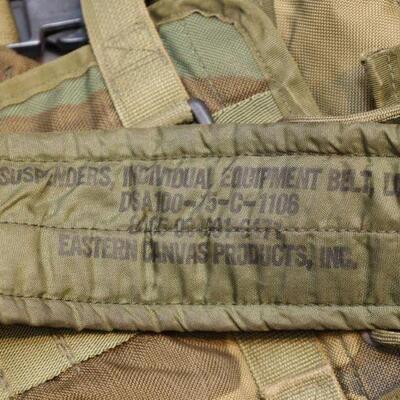 SUSPENDERS, INDIVIDUAL EQUIPMENT BELT,
DSA100-75-C-1106
EASTERN CANVAS PRODUCTS, INC.